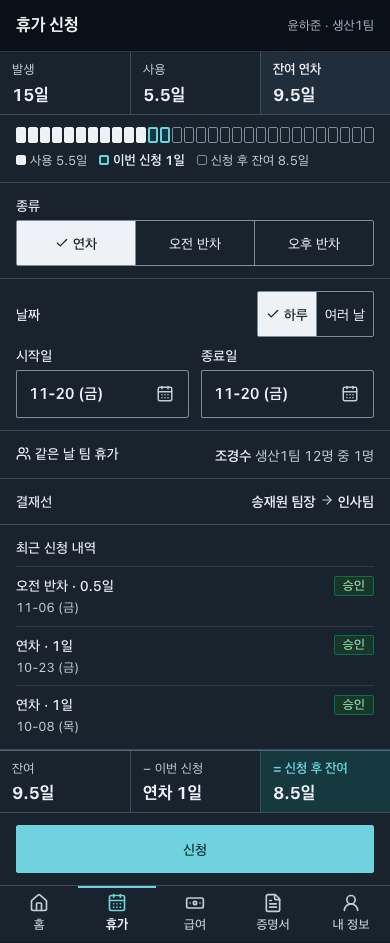 휴가 신청
윤하준 · 생산1팀
발생
15일
사용
5.5일
잔여 연차
9.5일
사용 5.5일
이번 신청 1일
신청 후 잔여 8.5일
종류
연차
오전 반차
오후 반차
날짜
하루
여러 날
시작일
종료일
11-20 (금)
11-20 (금)
같은 날 팀 휴가
조경수 생산1팀 12명 중 1명
결재선
송재원 팀장 → 인사팀
최근 신청 내역
오전 반차 · 0.5일
승인
11-06 (금)
연차 · 1일
승인
10-23 (금)
연차 · 1일
승인
10-08 (목)
잔여
9.5일
− 이번 신청
연차 1일
= 신청 후 잔여
8.5일
신청
홈
휴가
급여
증명서
내 정보